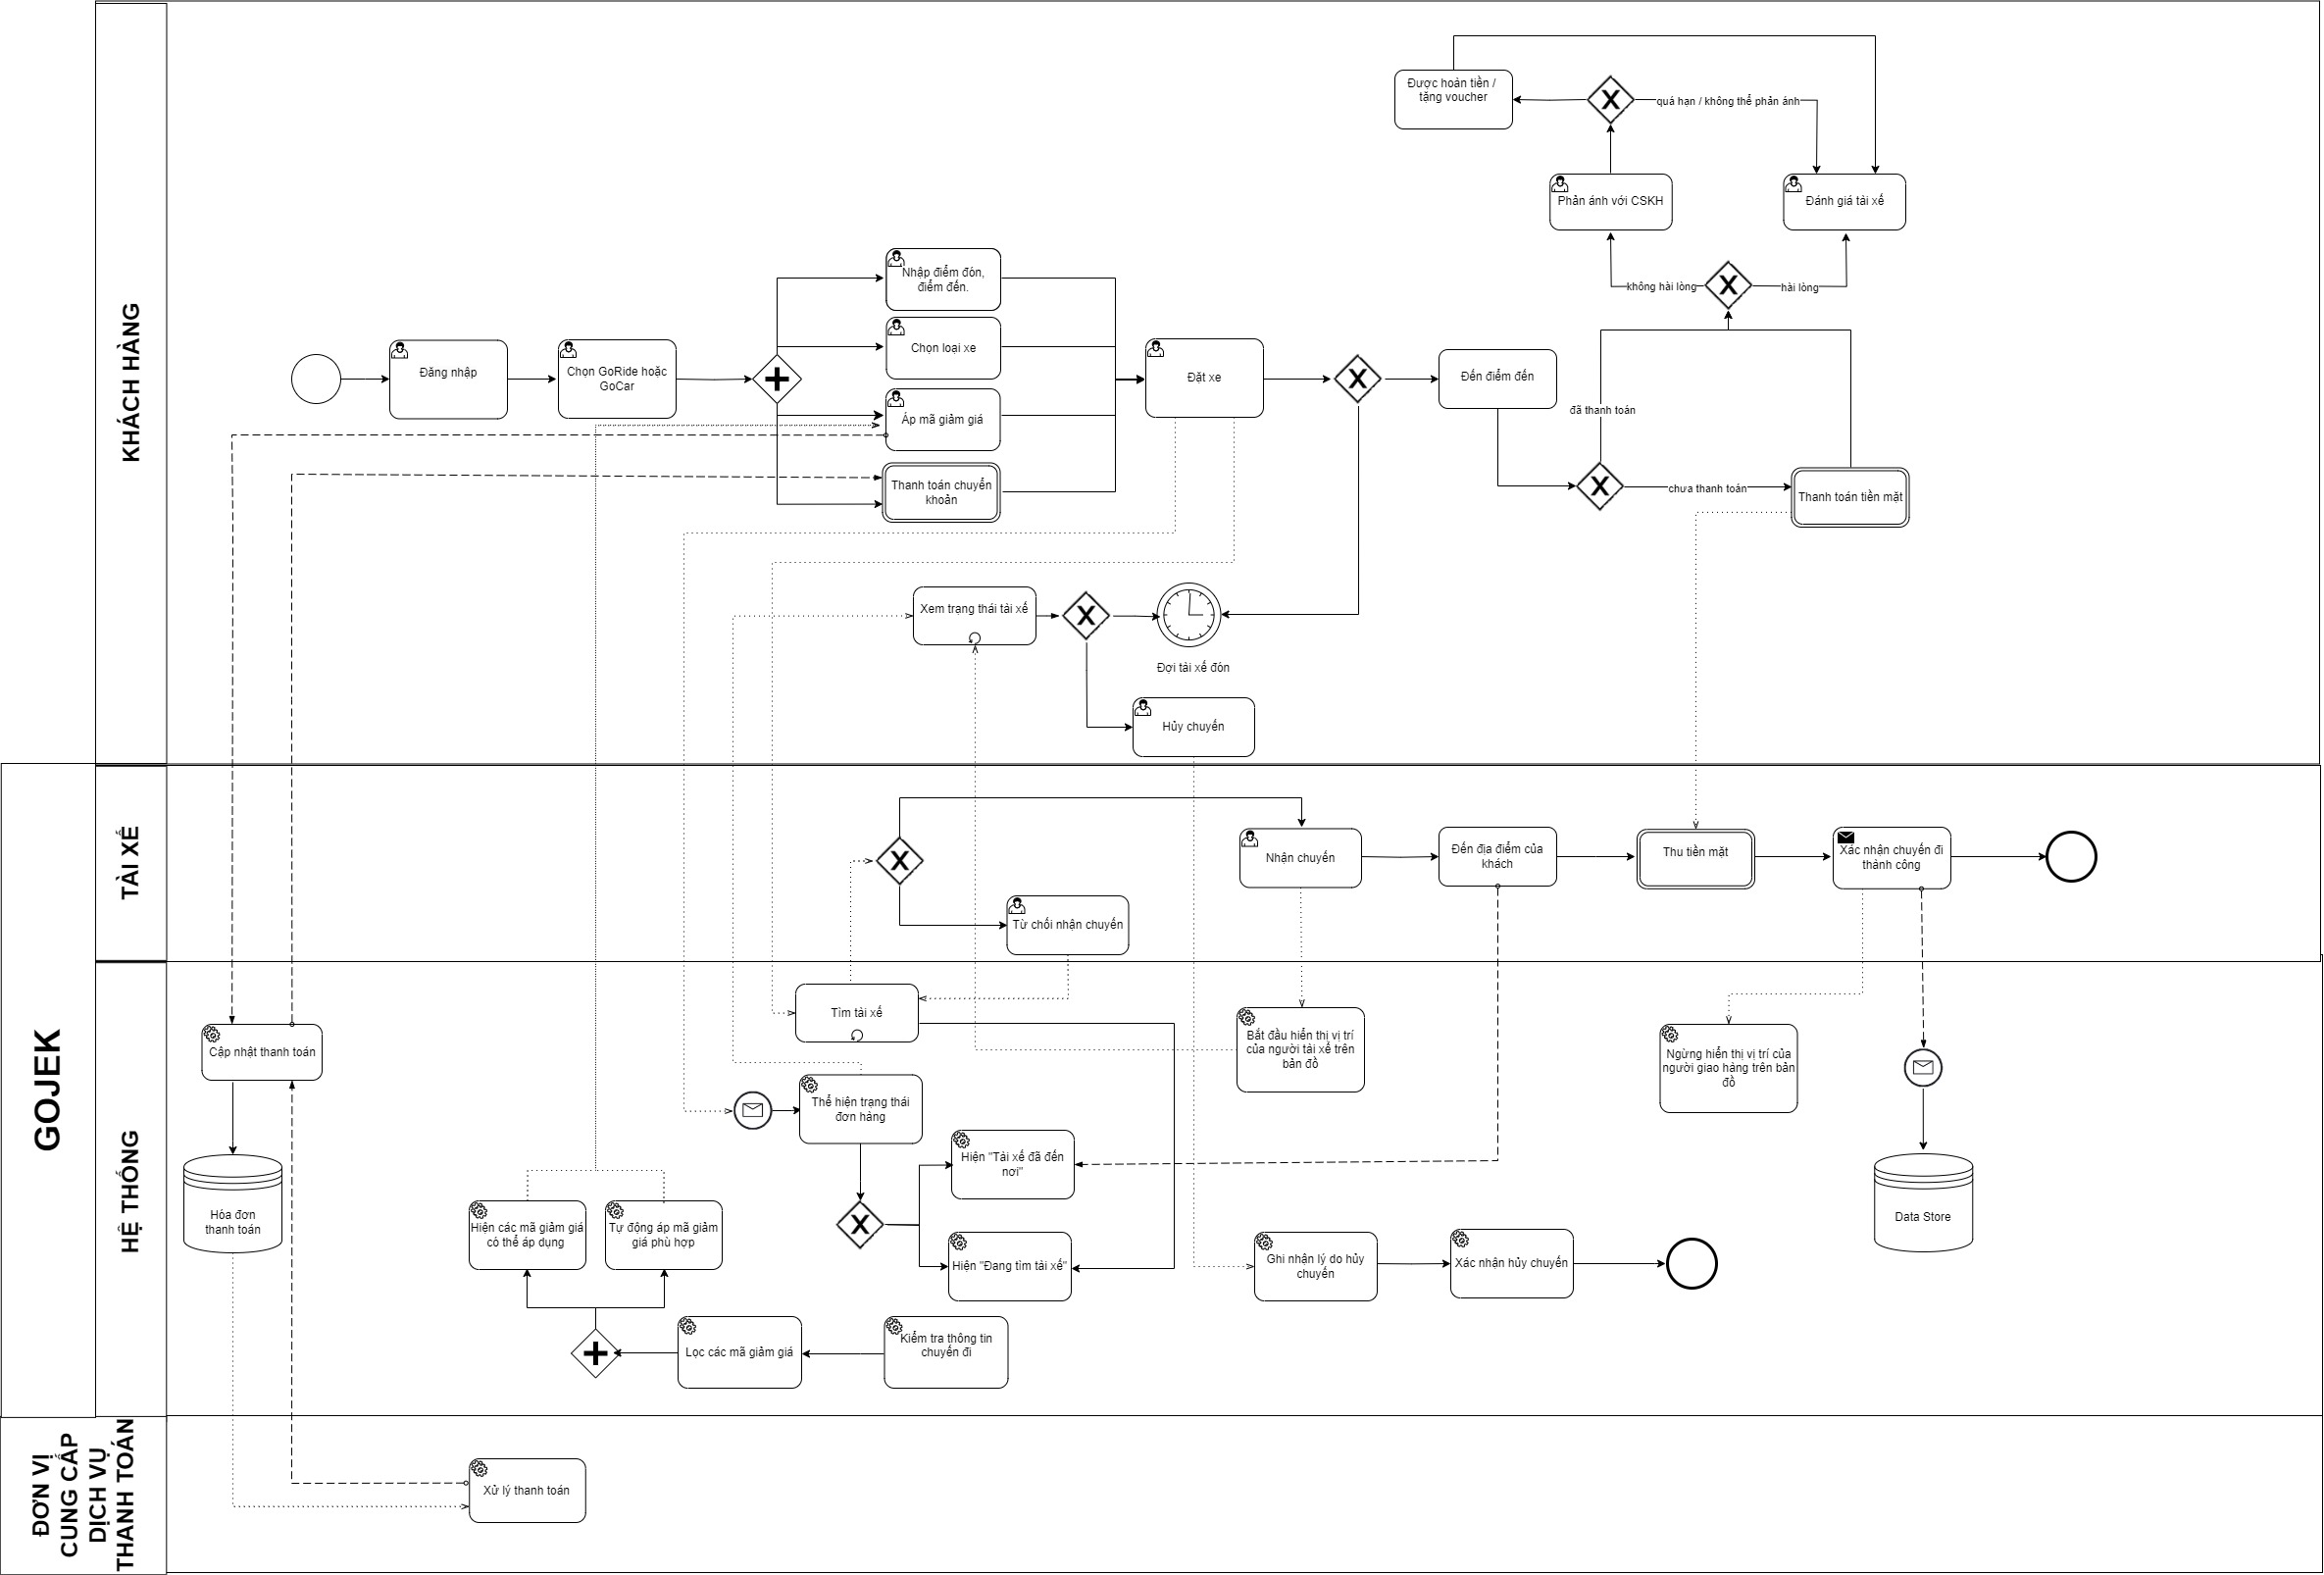 KHÁCH HÀNG
Được hoàn tiền /
tặng voucher
quá hạn / không thể phản ánh
Phản ánh với CSKH
Đánh giá tài xế
không hài lòng
hài lòng
Nhập điểm đón,
điểm đến.
Chọn loại xe
Đăng nhập
Chọn GoRide hoặc
GoCar
Áp mã giảm giá
Thanh toán chuyển
khoản
Đặt xe
Đến điểm đến
đã thanh toán
chưa thanh toán
Thanh toán tiền mặt
Xem trạng thái tài xế
Đợi tài xế đón
Hủy chuyến
GOJEK
TÀI XẾ
Nhận chuyến
Đến địa điểm của
khách
Thu tiền mặt
Xác nhận chuyến đi
thành công
Từ chối nhận chuyến
HỆ THỐNG
Cập nhật thanh toán
Hóa đơn
thanh toán
Tìm tài xế
Thể hiện trạng thái
đơn hàng
Bắt đầu hiển thị vị trí
của người tài xế trên
bản đồ
Ngừng hiển thị vị trí của
người giao hàng trên bản
đồ
Hiện "Tài xế đã đến
nơi"
Hiện "Đang tìm tài xế"
Hiện các mã giảm giá
có thể áp dụng
Tự động áp mã giảm
giá phù hợp
Ghi nhận lý do hủy
chuyến
Xác nhận hủy chuyến
Data Store
Lọc các mã giảm giá
Kiểm tra thông tin
chuyến đi
ĐƠN VỊ
CUNG CẤP
DỊCH VỤ
THANH TOÁN
Xử lý thanh toán